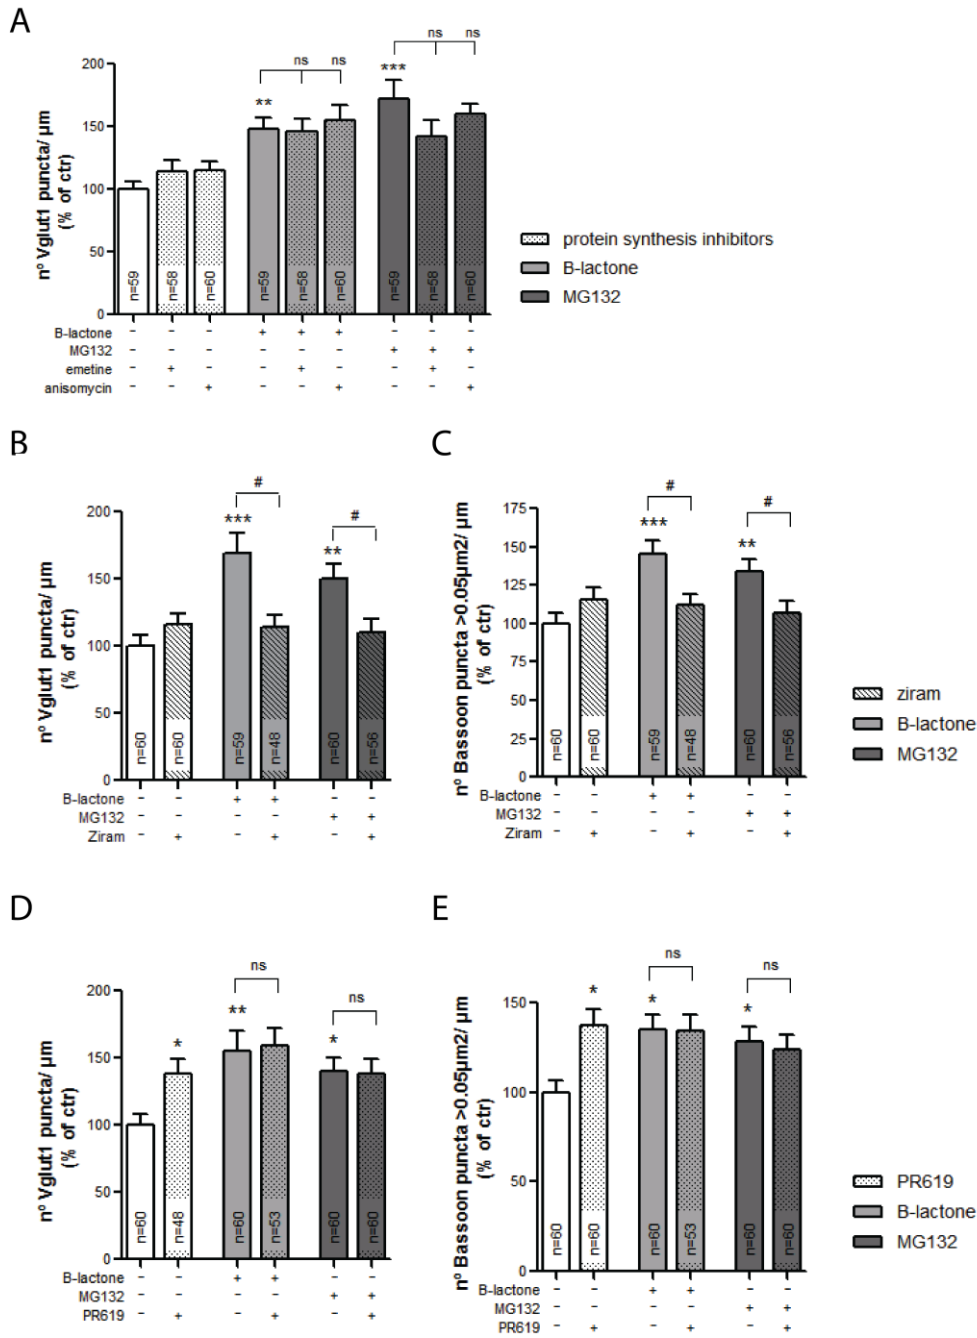 A
nº Vglut1 puncta/ µm
(% of ctr)
200
150
100
50
0
ns ns
ns ns
**
***
n=59 n=58 n=60 n=59 n=58 n=60 n=59 n=58 n=60
B-lactone - - - + + + - - -
MG132 - - - - - - + + +
emetine - + - - + - - + -
anisomycin - - + - - + - - +
protein synthesis inhibitors
B-lactone
MG132
B
nº Vglut1 puncta/ µm
(% of ctr)
200
150
100
50
0
# #
*** **
n=60 n=60 n=59 n=48 n=60 n=56
B-lactone - - + + - -
MG132 - - - - + +
Ziram - + - + - +
C
nº Bassoon puncta >0.05µm2/ µm
(% of ctr)
175
150
125
100
75
50
25
0
# #
*** **
n=60 n=60 n=59 n=48 n=60 n=56
B-lactone - - + + - -
MG132 - - - - + +
Ziram - + - + - +
ziram
B-lactone
MG132
D
nº Vglut1 puncta/ µm
(% of ctr)
200
150
100
50
0
ns ns
* ** *
n=60 n=48 n=60 n=53 n=60 n=60
B-lactone - - + + - -
MG132 - - - - + +
PR619 - + - + - +
E
nº Bassoon puncta >0.05µm2/ µm
(% of ctr)
150
100
50
0
ns ns
* * *
n=60 n=60 n=60 n=53 n=60 n=60
B-lactone - - + + - -
MG132 - - - - + +
PR619 - + - + - +
PR619
B-lactone
MG132